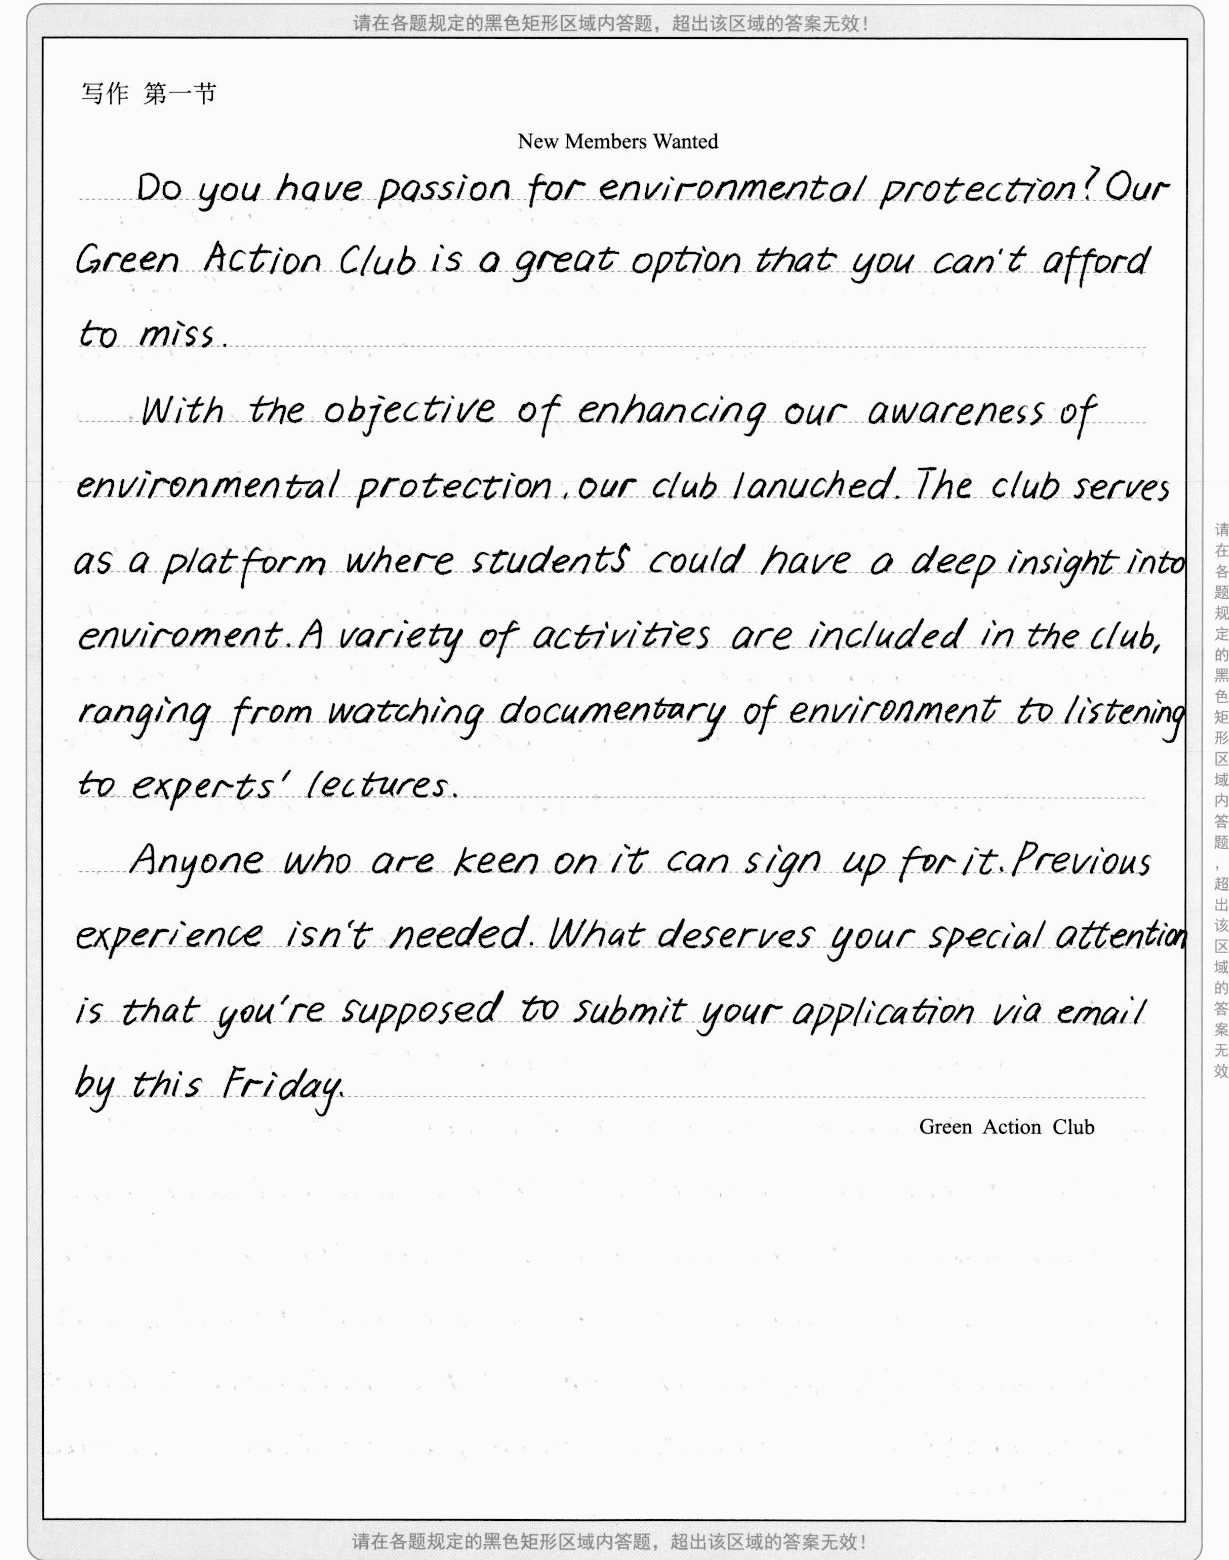 请在各题规定的黑色矩形区域内答题，超出该区域的答案无效！
写作 第一节
New Members Wanted
Do you have passion for environmental protection? Our
Green Action Club is a great option that you can't afford
to miss.
With the objective of enhancing our awareness of
environmental protection, our club lanuched. The club serves
as a platform where students could have a deep insight into
enviroment. A variety of activities are included in the club,
ranging from watching documentary of environment to listening
to experts' lectures.
Anyone who are keen on it can sign up for it. Previous
experience isn't needed. What deserves your special attention
is that you're supposed to submit your application via email
by this Friday.
Green Action Club
请在各题规定的黑色矩形区域内答题，超出该区域的答案无效
请在各题规定的黑色矩形区域内答题，超出该区域的答案无效！